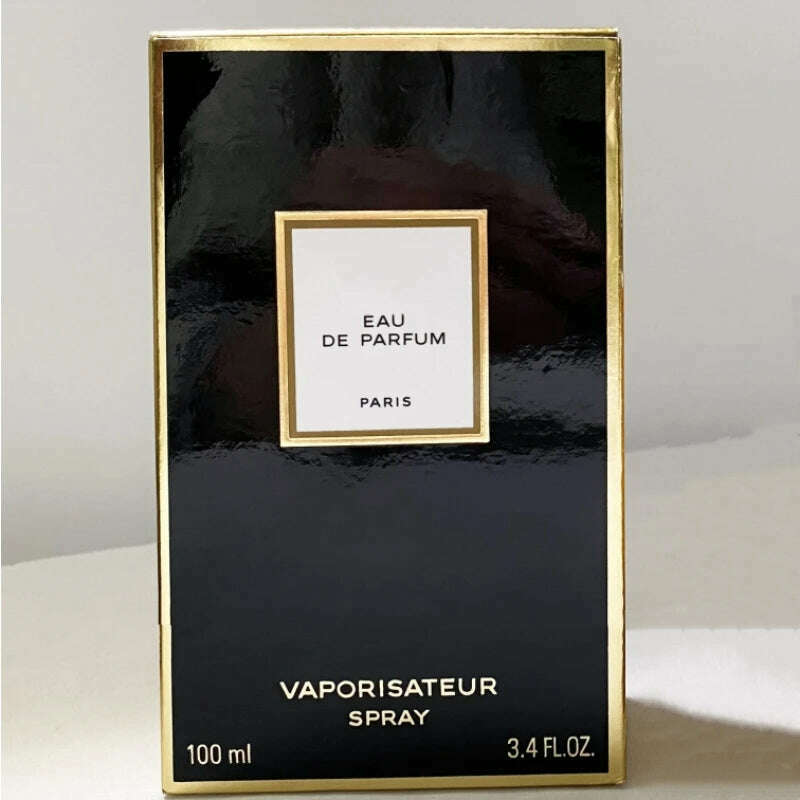 EAU
DE PARFUM
PARIS
VAPORISATEUR
SPRAY
100 ml
3.4 FL.OZ.